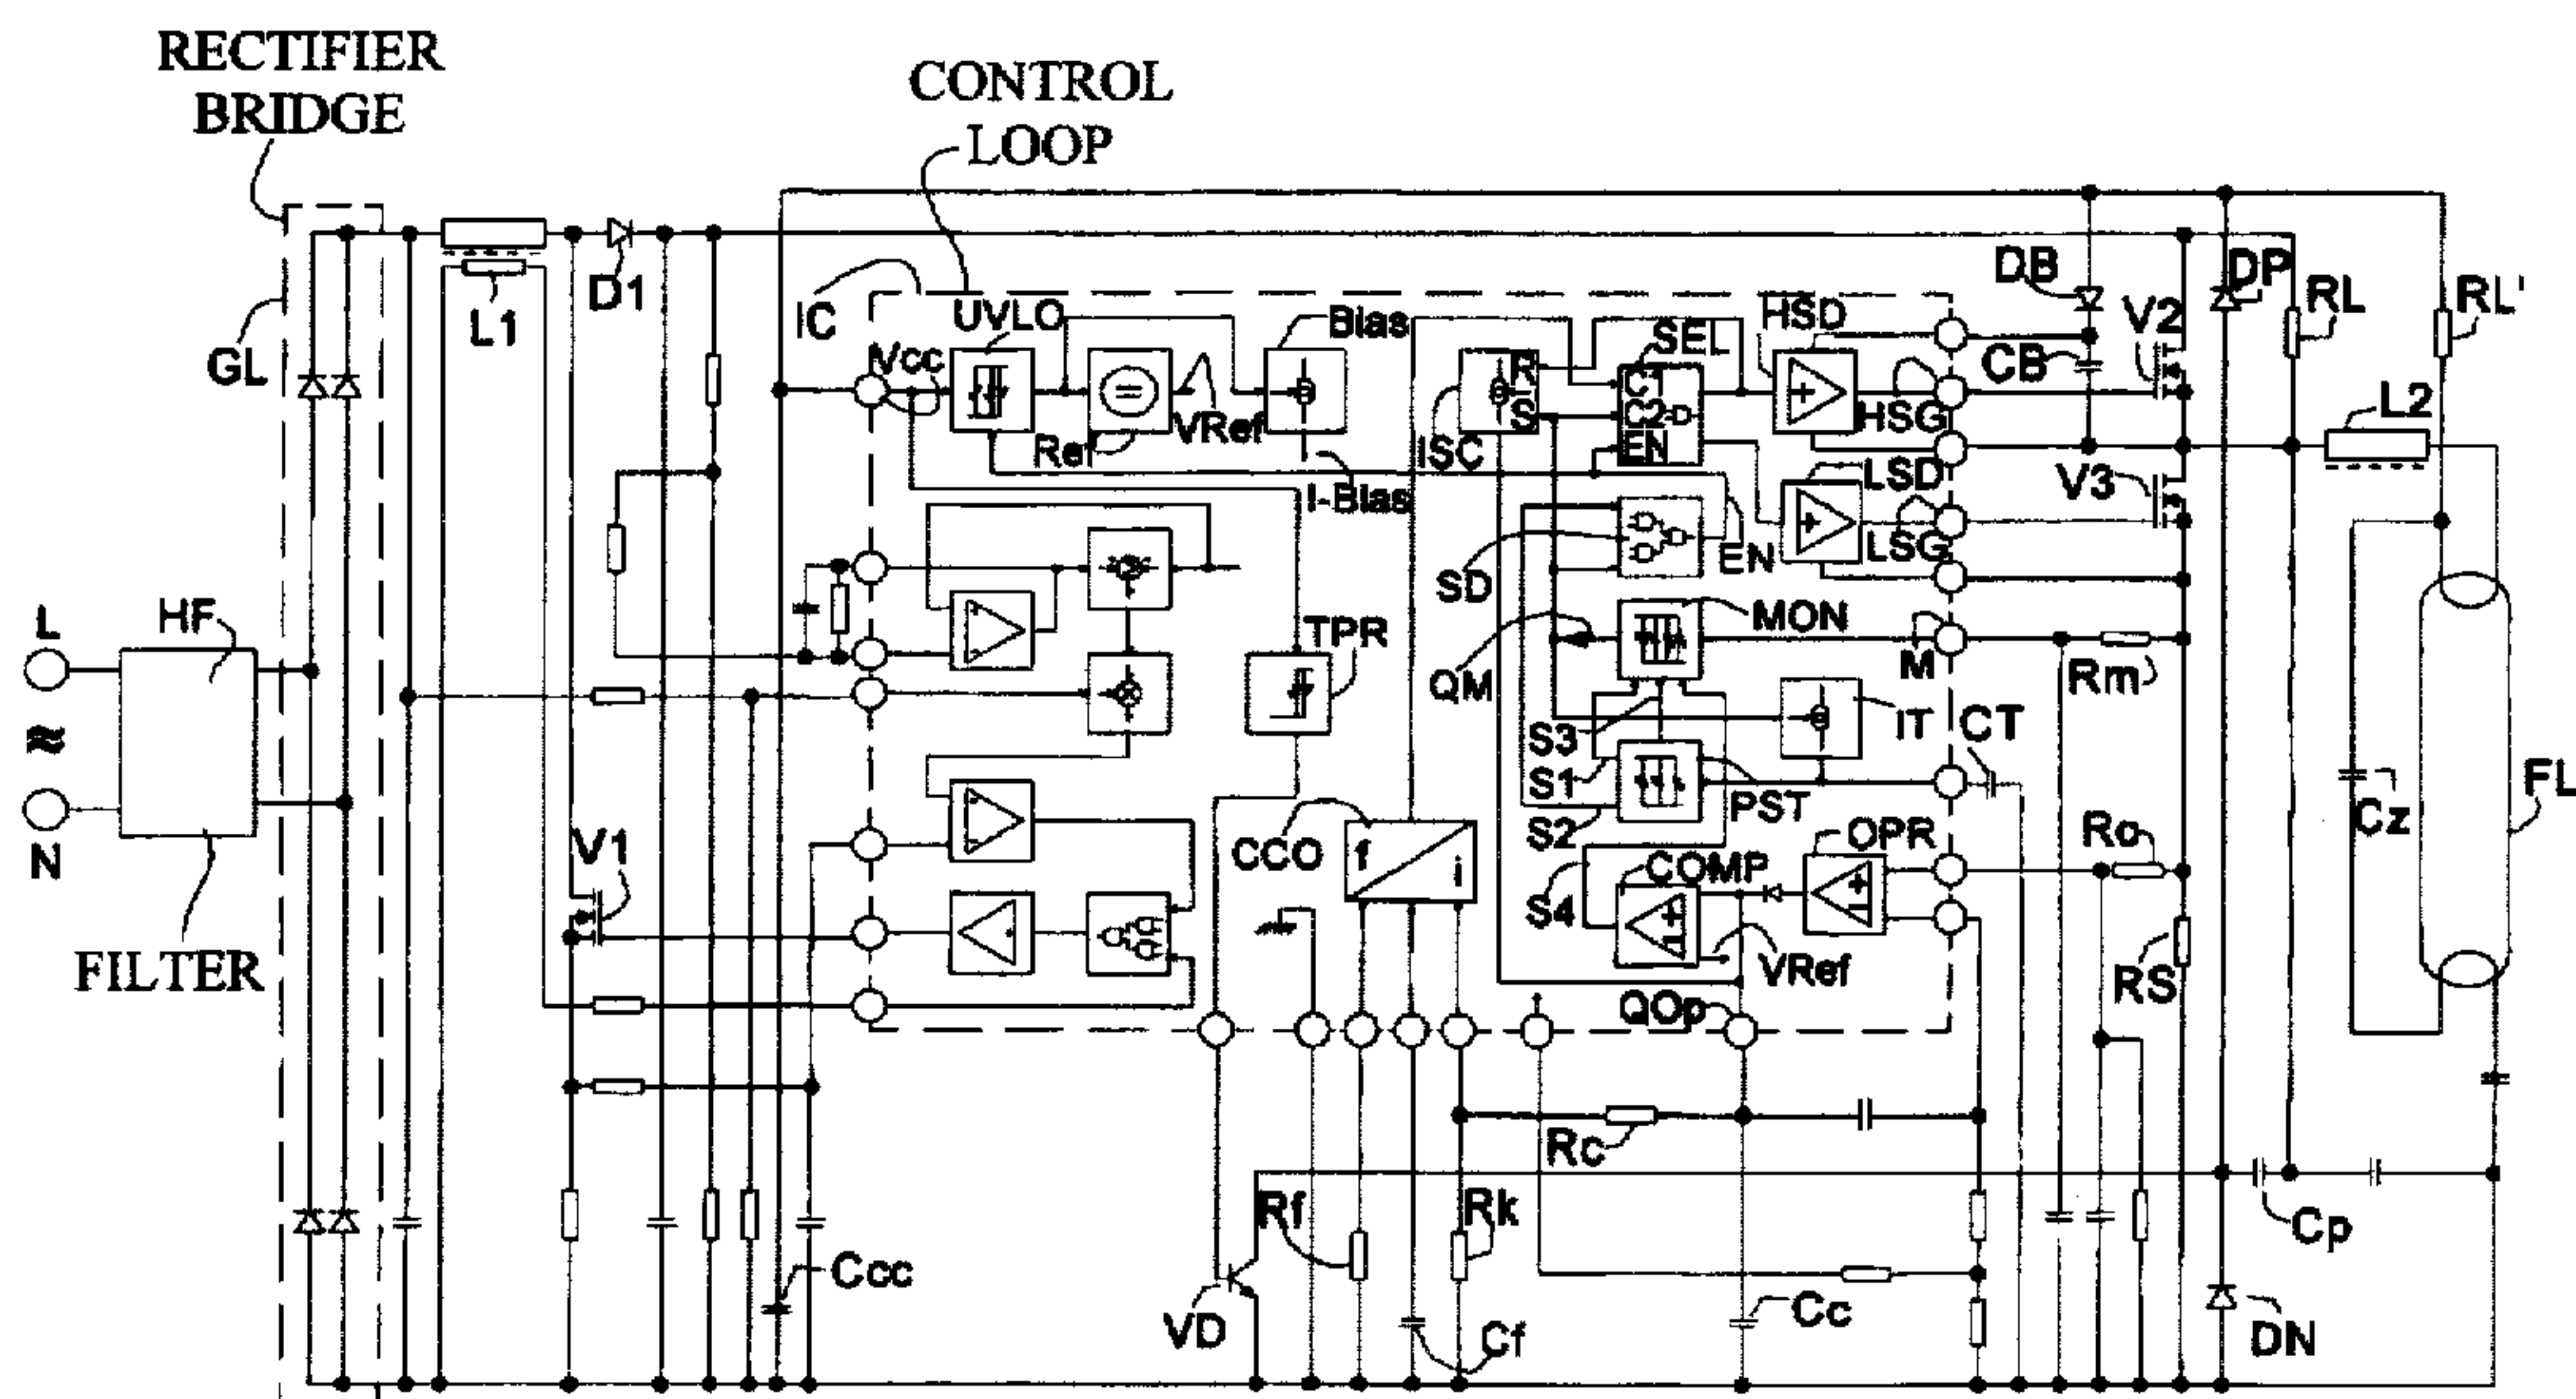 RECTIFIER
BRIDGE
CONTROL
LOOP
IC
UVLO
Bias
SEL
HSD
DB
DP
V2
RL
RL'
GL
L1
D1
Vcc
R
S
C1
C2
EN
HSG
CB
L2
Ref
VRef
ISC
I-Bias
LSD
V3
SD
EN
LSG
L
HF
TPR
QM
MON
M
Rm
S3
IT
CT
S1
PST
S2
CCO
f
i
COMP
OPR
Ro
Cz
FL
N
V1
S4
VRef
RS
FILTER
QOp
Rc
Rf
Rk
Cp
Ccc
VD
Cf
Cc
DN